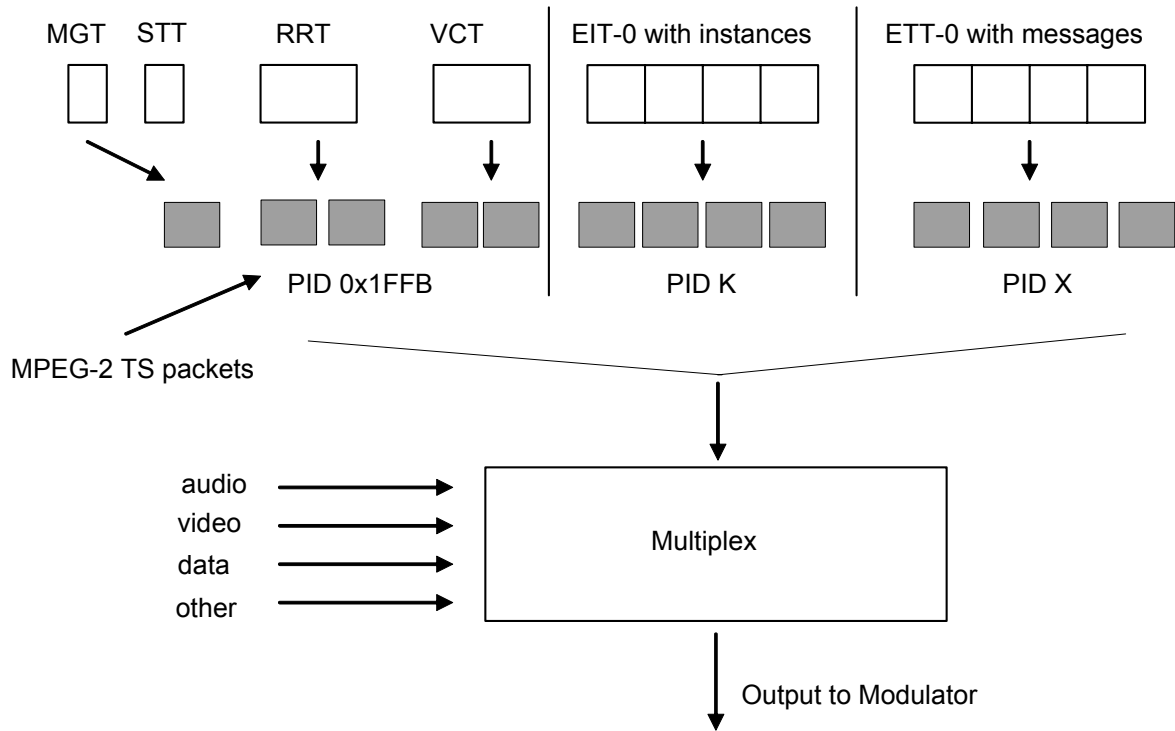 MGT STT RRT VCT EIT-0 with instances ETT-0 with messages
PID 0x1FFB PID K PID X
MPEG-2 TS packets
audio
video
data
other
Multiplex
Output to Modulator